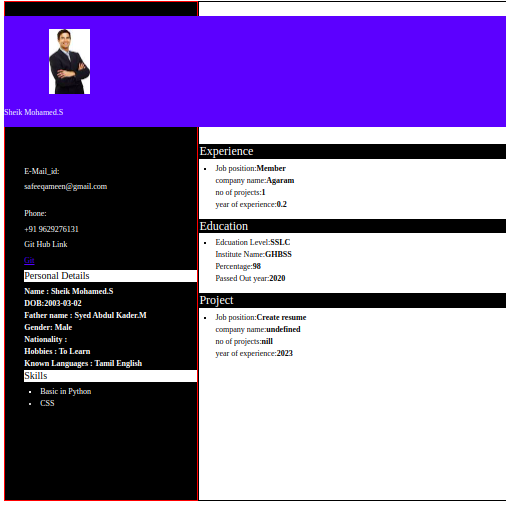 Sheik Mohamed.S
E-Mail_id:
safeeqameen@gmail.com
Phone:
+91 9629276131
Git Hub Link
Go
Personal Details
Name : Sheik Mohamed.S
DOB:2003-03-02
Father name : Syed Abdul Kader.M
Gender: Male
Nationality :
Hobbies : To Learn
Known Languages : Tamil English
Skills
Basic in Python
CSS
Experience
Job position:Member
company name:Agaram
no of projects:1
year of experience:0.2
Education
Edcuation Level:SSLC
Institute Name:GHBSS
Percentage:98
Passed Out year:2020
Project
Job position:Create resume
company name:undefined
no of projects:nill
year of experience:2023